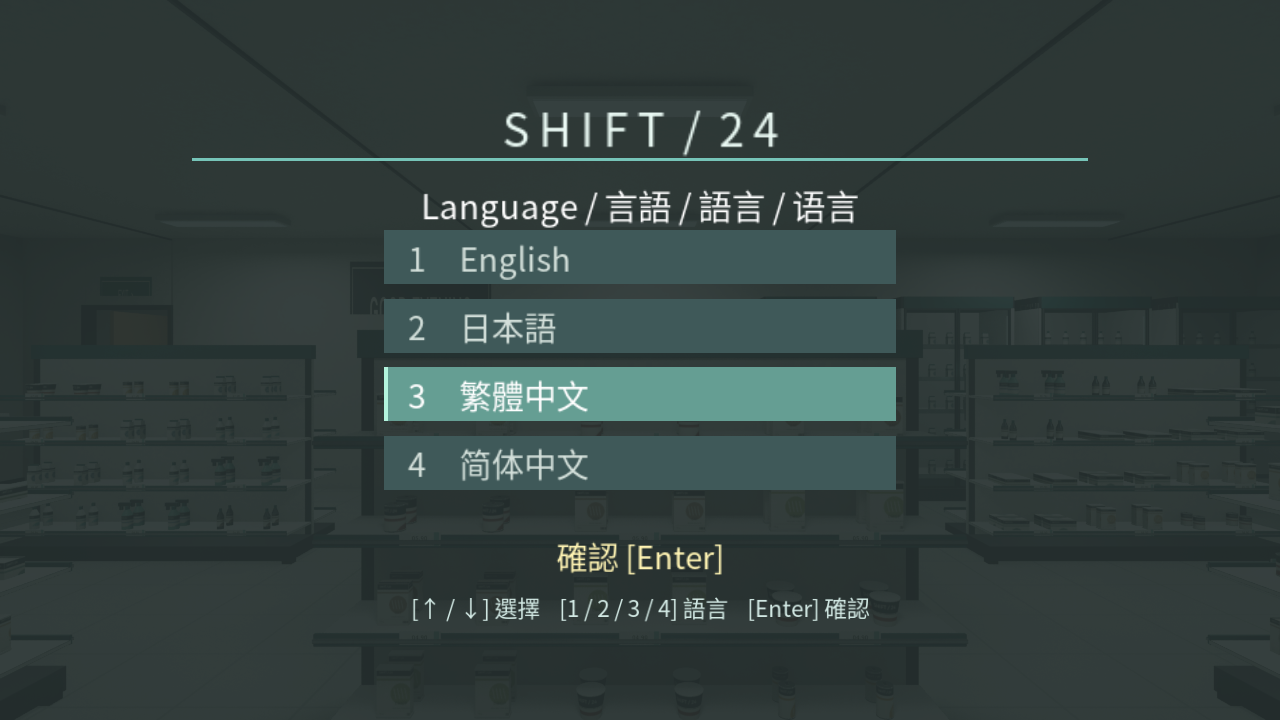 SHIFT / 24
Language / 言語 / 語言 / 语言
1 English
2 日本語
3 繁體中文
4 简体中文
確認 [Enter]
[↑ / ↓] 選擇 [1 / 2 / 3 / 4] 語言 [Enter] 確認